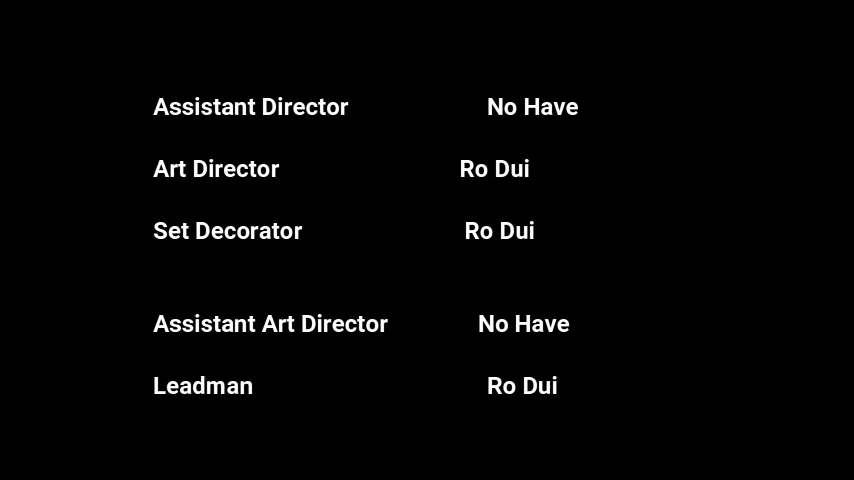 Assistant Director No Have
Art Director Ro Dui
Set Decorator Ro Dui
Assistant Art Director No Have
Leadman Ro Dui